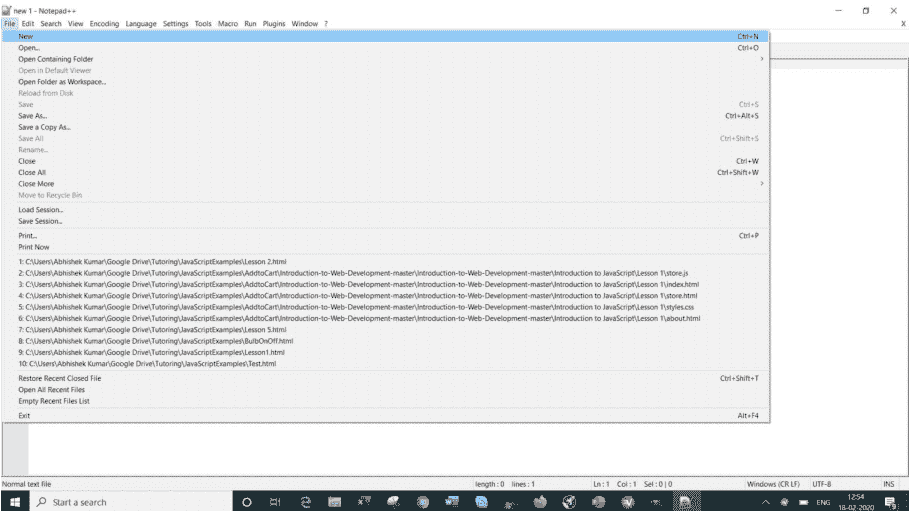 new 1 - Notepad++
File Edit Search View Encoding Language Settings Tools Macro Run Plugins Window ? X
New Ctrl+N
Open... Ctrl+O
Open Containing Folder >
Open in Default Viewer
Open Folder as Workspace...
Reload from Disk
Save Ctrl+S
Save As... Ctrl+Alt+S
Save a Copy As...
Save All Ctrl+Shift+S
Rename...
Close Ctrl+W
Close All Ctrl+Shift+W
Close More >
Move to Recycle Bin
Load Session...
Save Session...
Print... Ctrl+P
Print Now
1: C:\Users\Abhishek Kumar\Google Drive\Tutoring\JavaScriptExamples\Lesson 2.html
2: C:\Users\Abhishek Kumar\Google Drive\Tutoring\JavaScriptExamples\AddtoCart\Introduction-to-Web-Development-master\Introduction-to-Web-Development-master\Introduction to JavaScript\Lesson 1\store.js
3: C:\Users\Abhishek Kumar\Google Drive\Tutoring\JavaScriptExamples\AddtoCart\Introduction-to-Web-Development-master\Introduction-to-Web-Development-master\Introduction to JavaScript\Lesson 1\index.html
4: C:\Users\Abhishek Kumar\Google Drive\Tutoring\JavaScriptExamples\AddtoCart\Introduction-to-Web-Development-master\Introduction-to-Web-Development-master\Introduction to JavaScript\Lesson 1\store.html
5: C:\Users\Abhishek Kumar\Google Drive\Tutoring\JavaScriptExamples\AddtoCart\Introduction-to-Web-Development-master\Introduction-to-Web-Development-master\Introduction to JavaScript\Lesson 1\styles.css
6: C:\Users\Abhishek Kumar\Google Drive\Tutoring\JavaScriptExamples\AddtoCart\Introduction-to-Web-Development-master\Introduction-to-Web-Development-master\Introduction to JavaScript\Lesson 1\about.html
7: C:\Users\Abhishek Kumar\Google Drive\Tutoring\JavaScriptExamples\Lesson 5.html
8: C:\Users\Abhishek Kumar\Google Drive\Tutoring\JavaScriptExamples\BulbOnOff.html
9: C:\Users\Abhishek Kumar\Google Drive\Tutoring\JavaScriptExamples\Lesson1.html
10: C:\Users\Abhishek Kumar\Google Drive\Tutoring\JavaScriptExamples\Test.html
Restore Recent Closed File Ctrl+Shift+T
Open All Recent Files
Empty Recent Files List
Exit Alt+F4
Normal text file length : 0 lines : 1 Ln : 1 Col : 1 Sel : 0 | 0 Windows (CR LF) UTF-8 INS
Start a search ENG 12:54
18-02-2020